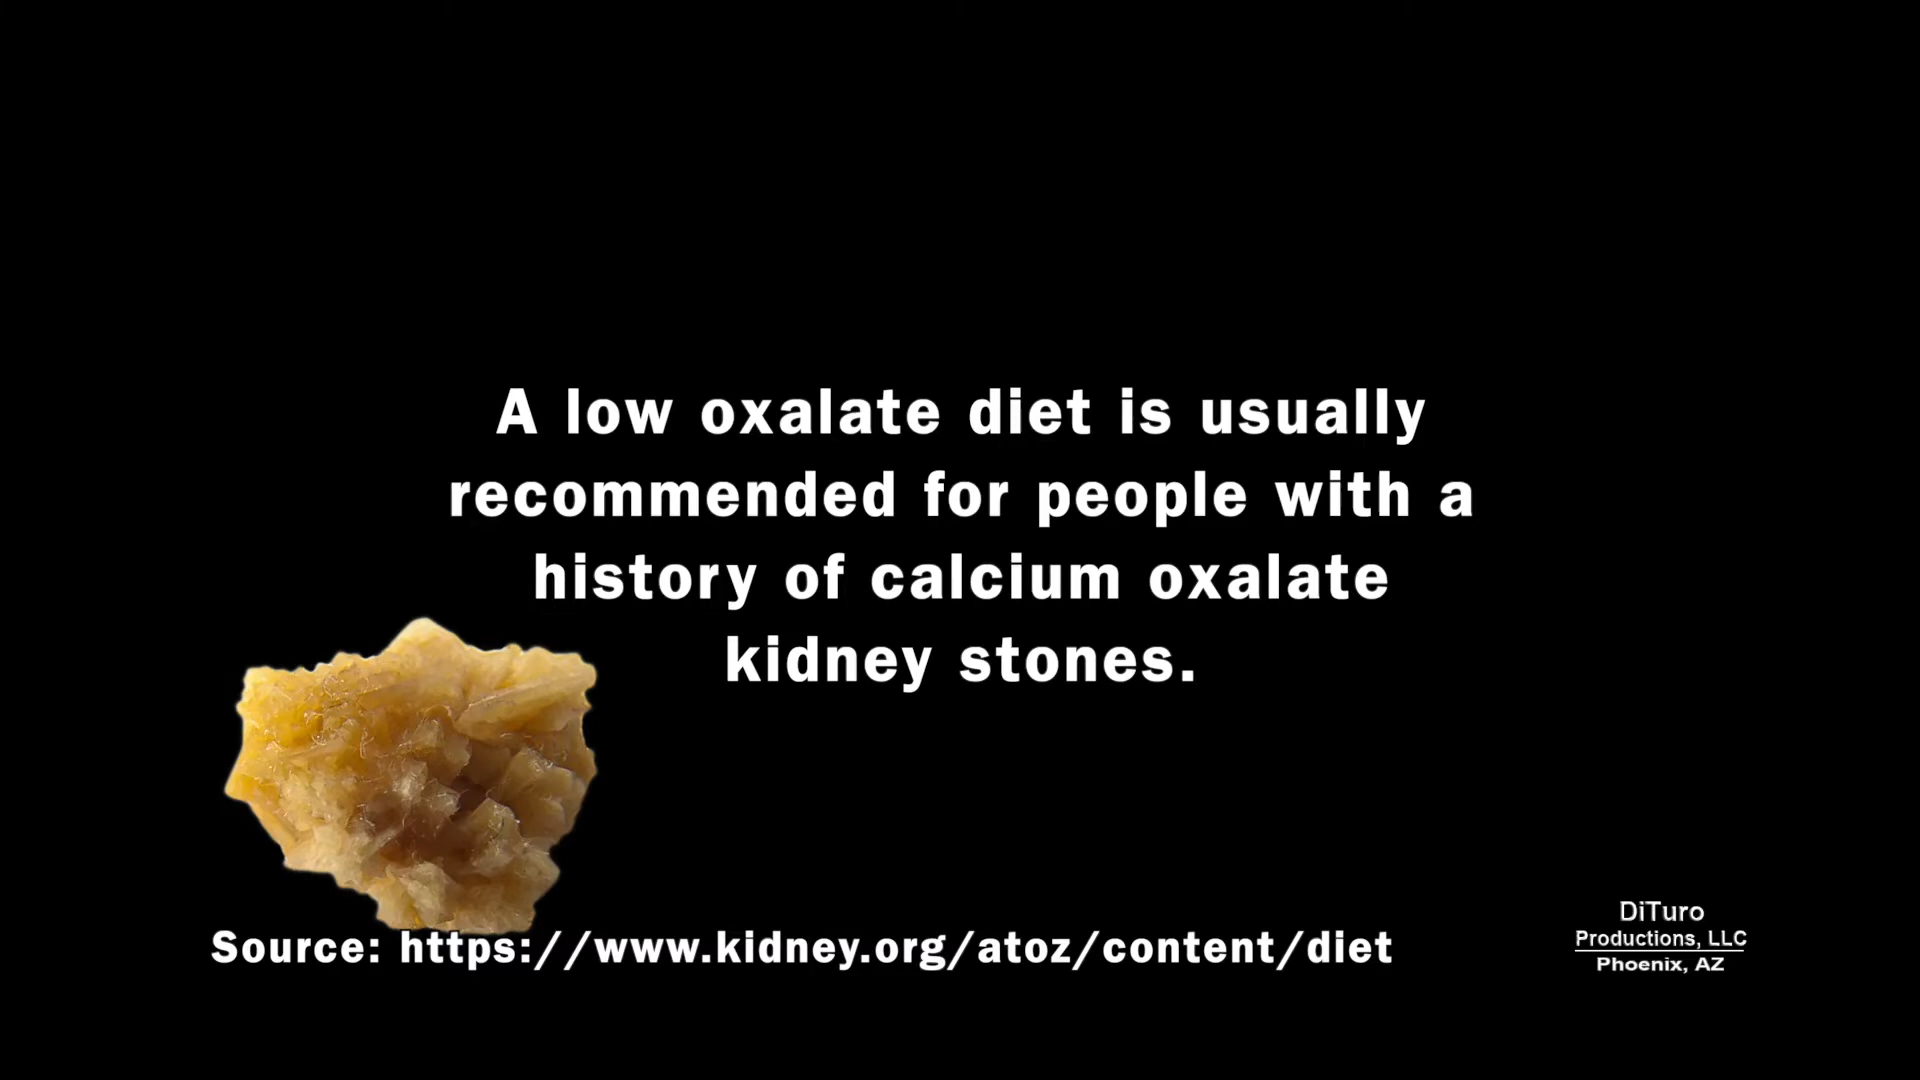 A low oxalate diet is usually
recommended for people with a
history of calcium oxalate
kidney stones.
Source: https://www.kidney.org/atoz/content/diet
DiTuro
Productions, LLC
Phoenix, AZ